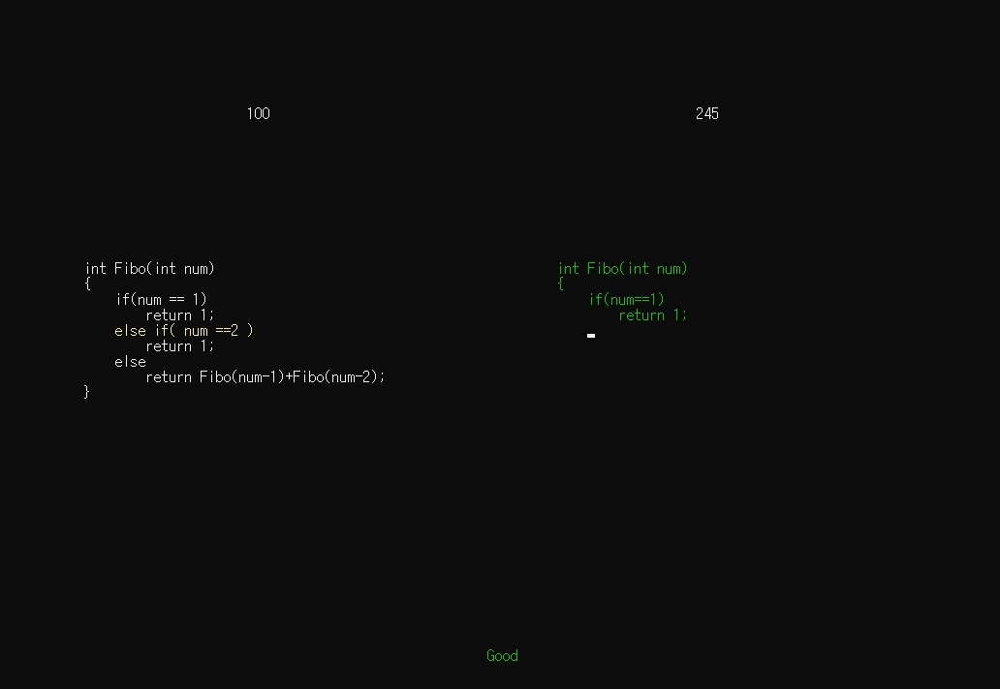 100
245
int Fibo(int num)
{
    if(num == 1)
        return 1;
    else if( num ==2 )
        return 1;
    else
        return Fibo(num-1)+Fibo(num-2);
}
int Fibo(int num)
{
    if(num==1)
        return 1;
Good